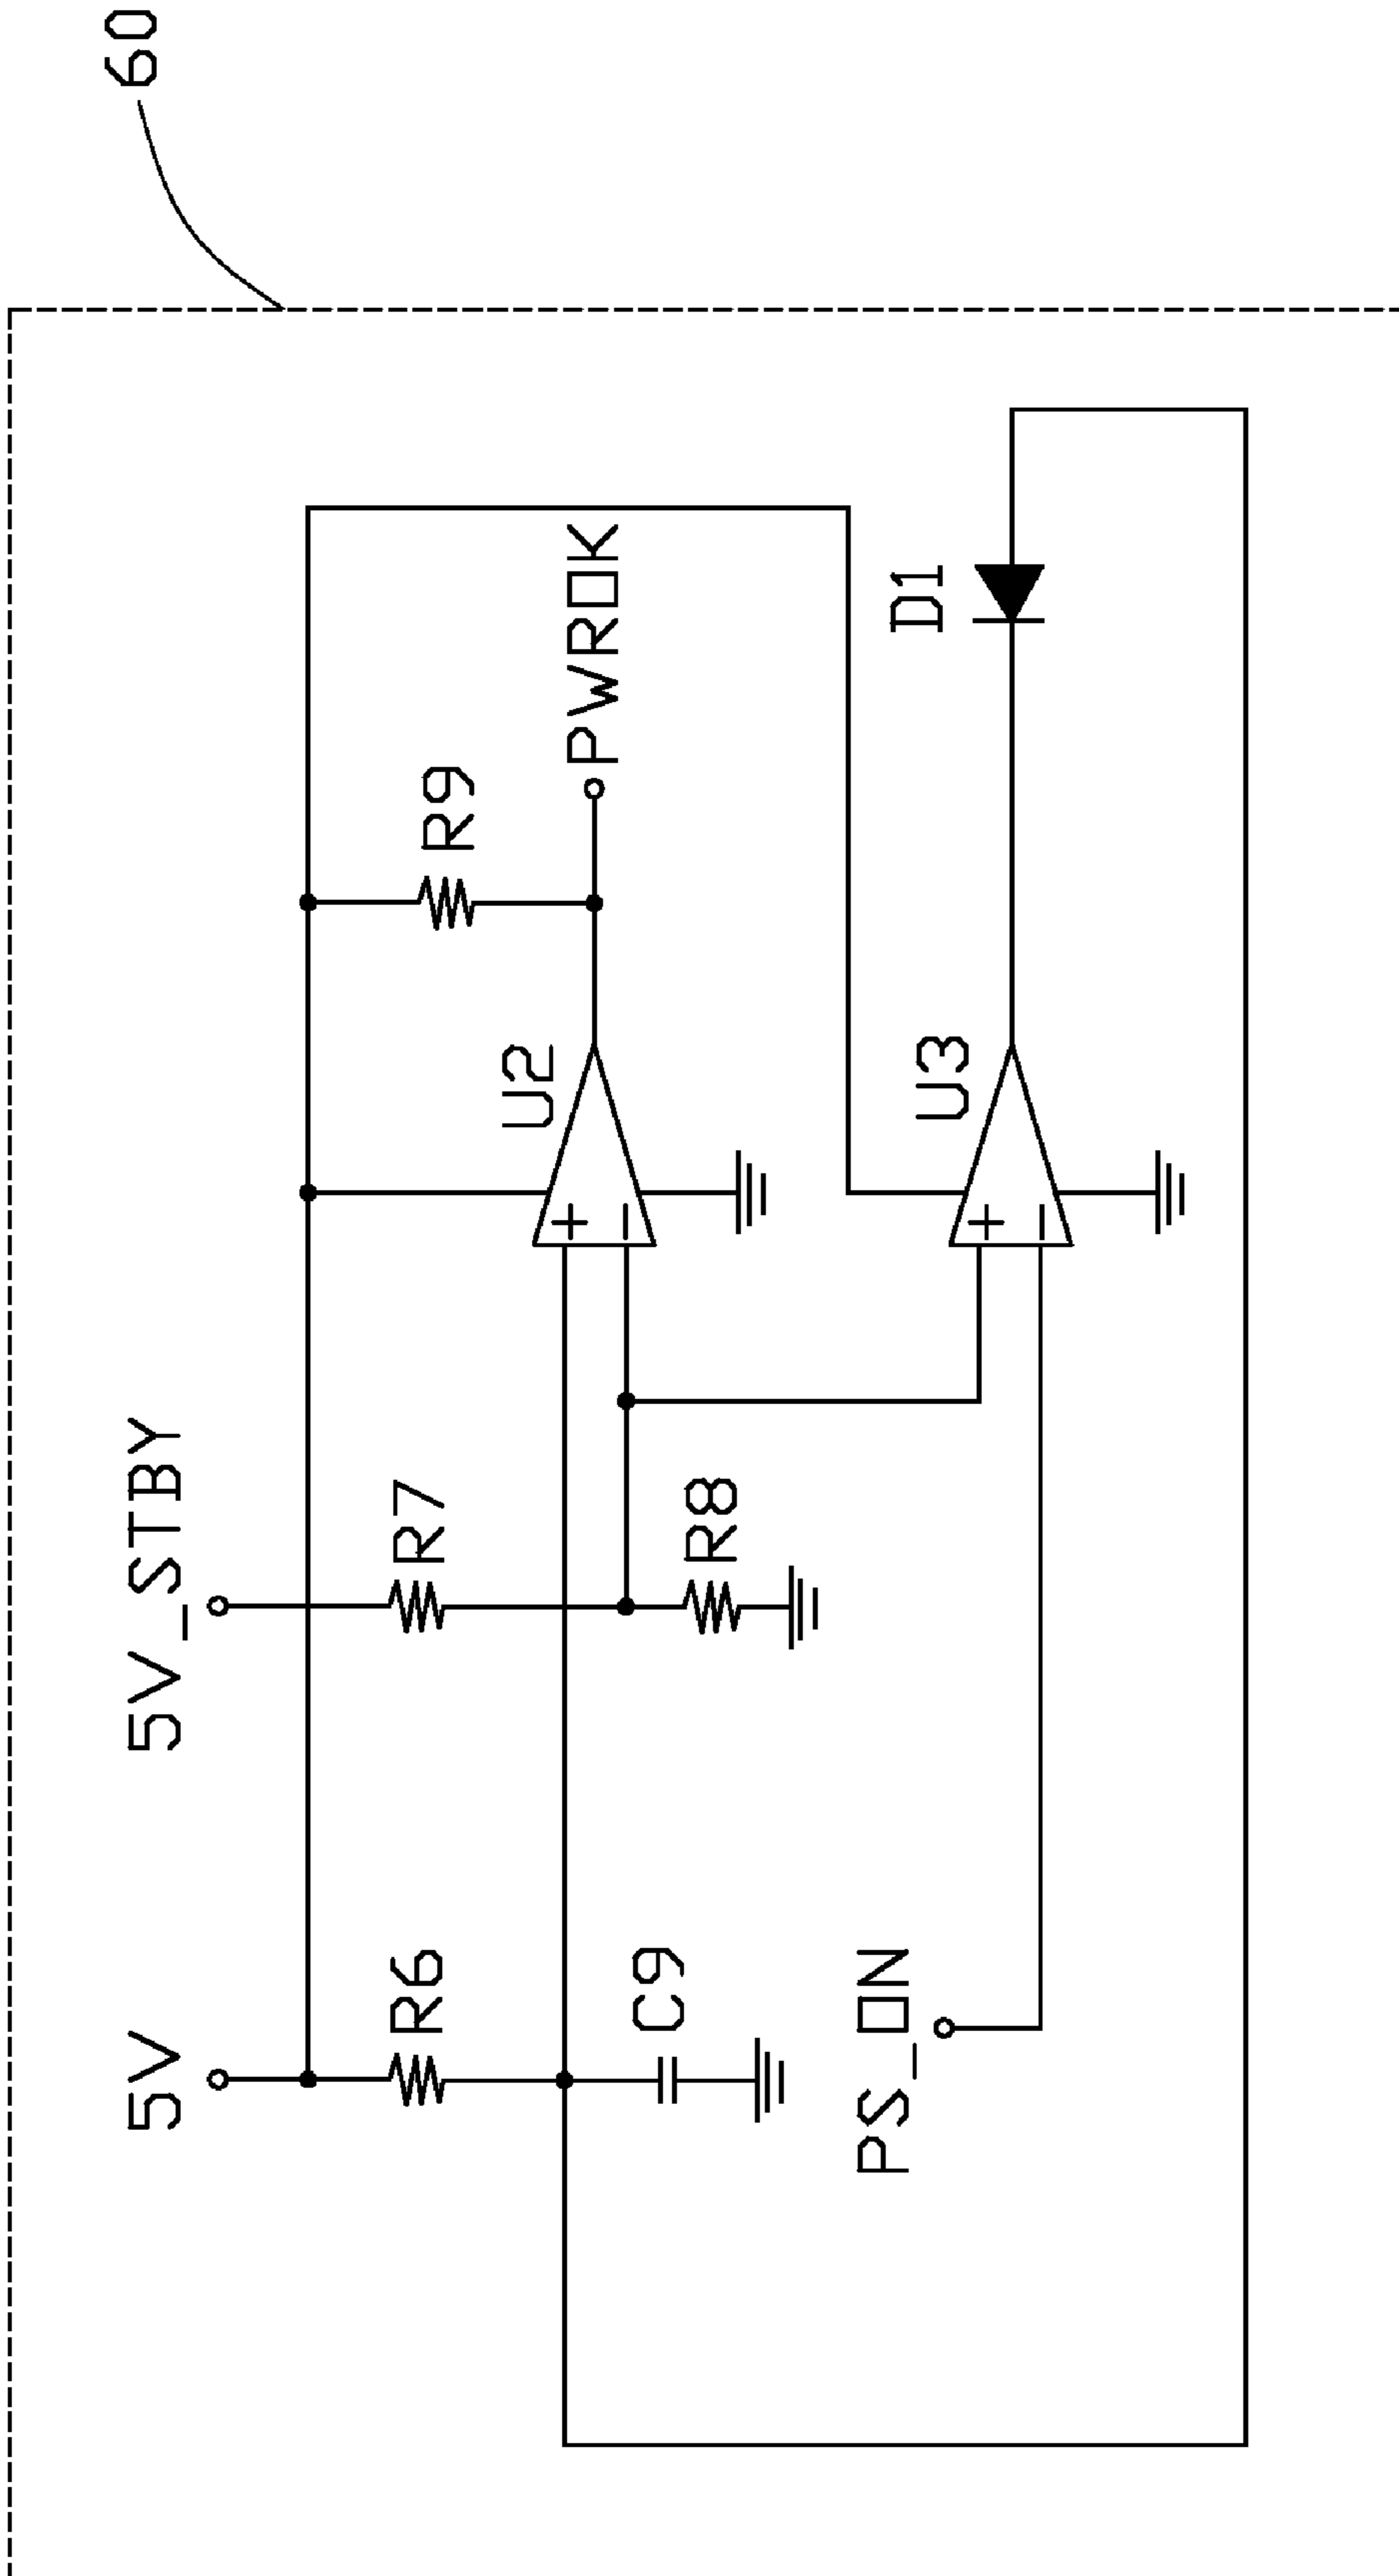 60
5V
5V_STBY
R6
R7
R9
U2
PWROK
C9
R8
PS_ON
U3
D1
+
−
+
−